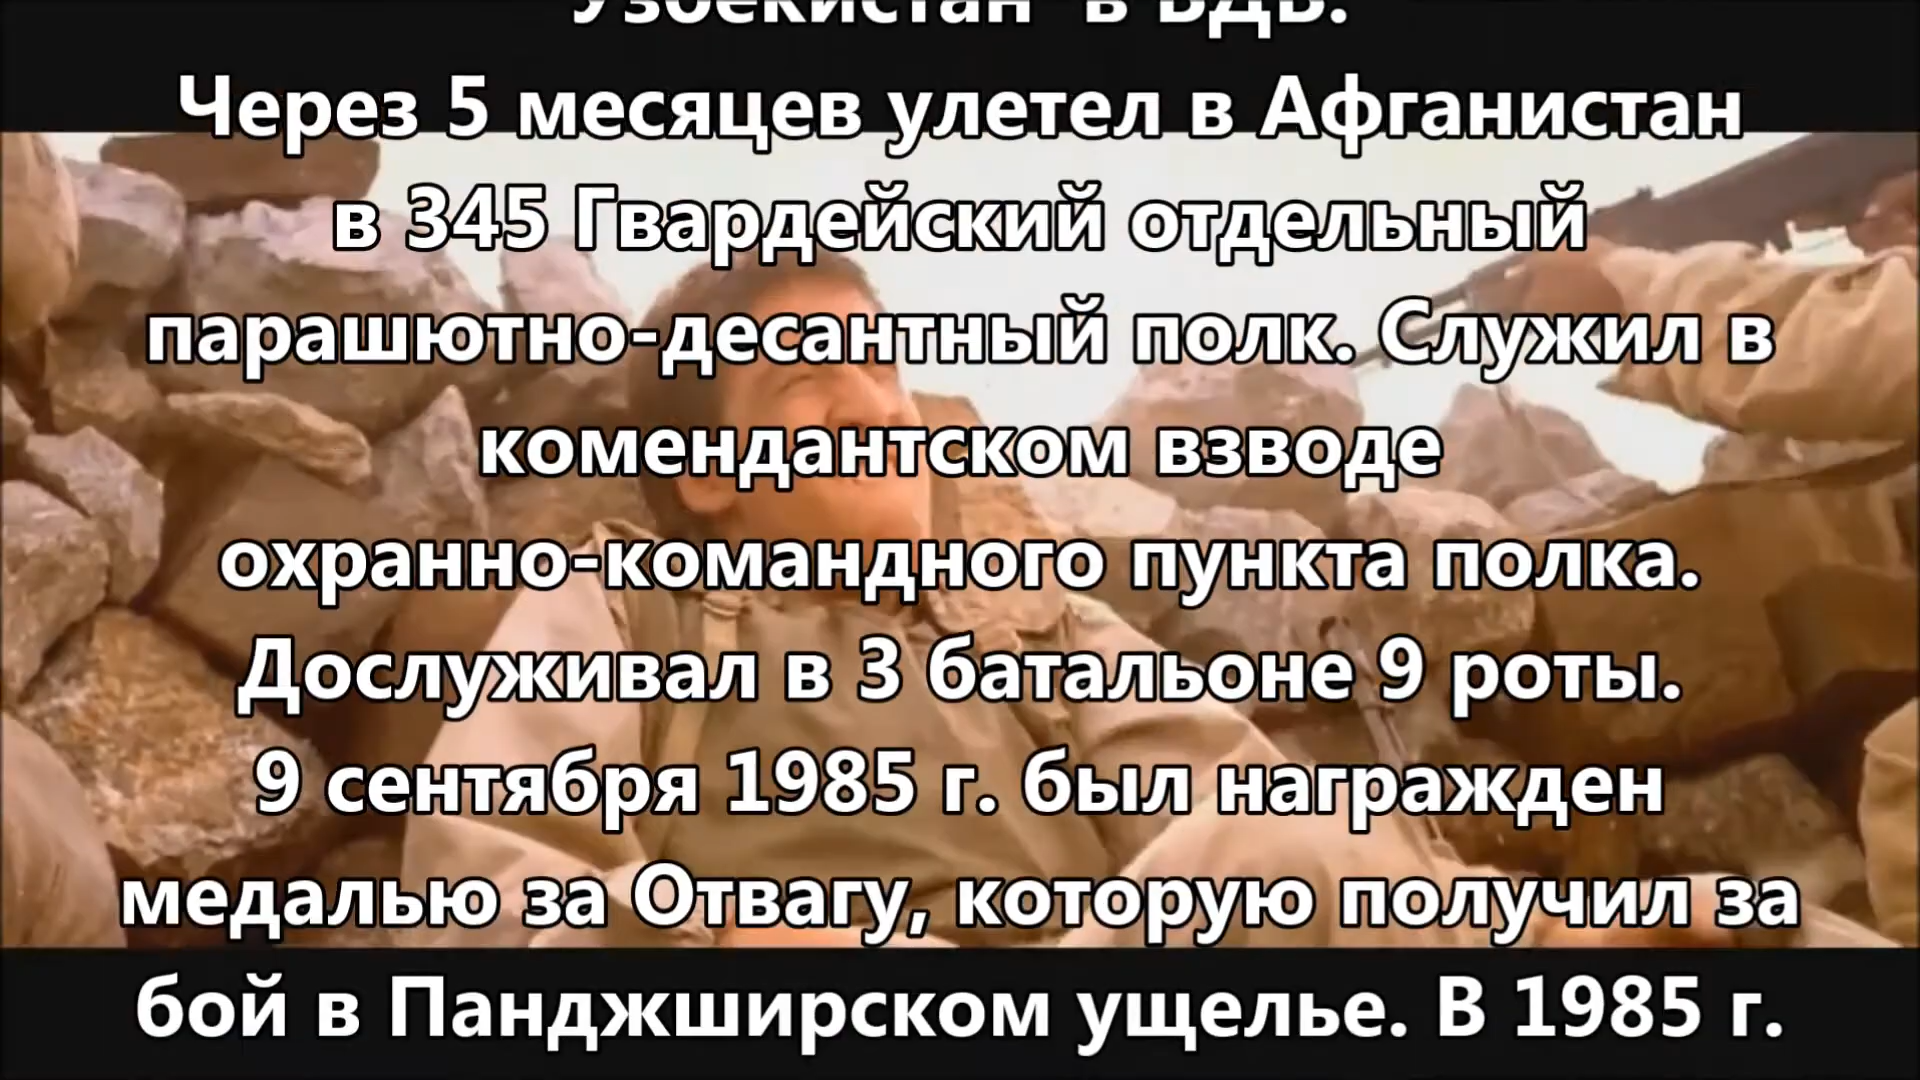 Узбекистан в ВДВ.
Через 5 месяцев улетел в Афганистан
в 345 Гвардейский отдельный
парашютно-десантный полк. Служил в
комендантском взводе
охранно-командного пункта полка.
Дослуживал в 3 батальоне 9 роты.
9 сентября 1985 г. был награжден
медалью за Отвагу, которую получил за
бой в Панджширском ущелье. В 1985 г.